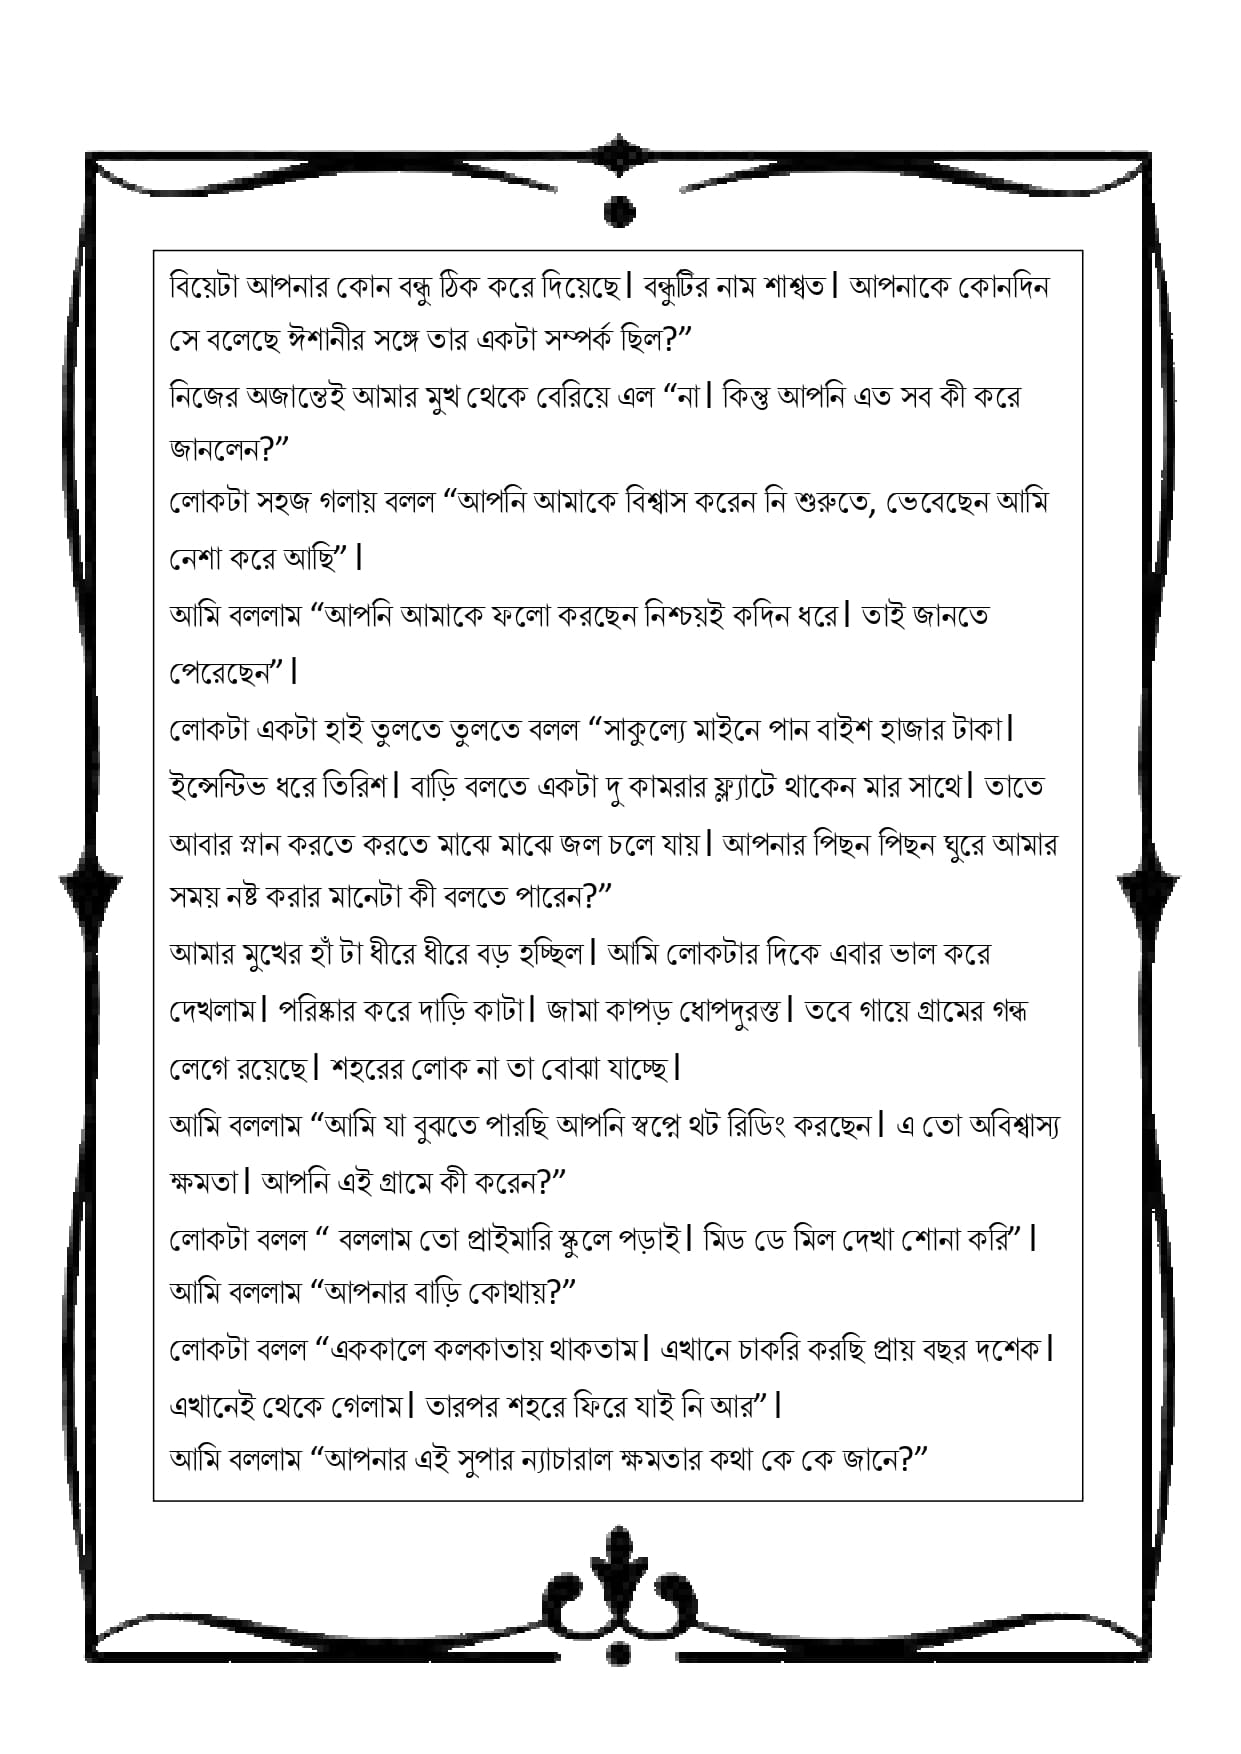 বিয়েটা আপনার কোন বন্ধু ঠিক করে দিয়েছে। বন্ধুটির নাম শাশ্বত। আপনাকে কোনদিন
সে বলেছে ঈশানীর সঙ্গে তার একটা সম্পর্ক ছিল?”
নিজের অজান্তেই আমার মুখ থেকে বেরিয়ে এল “না। কিন্তু আপনি এত সব কী করে
জানলেন?”
লোকটা সহজ গলায় বলল “আপনি আমাকে বিশ্বাস করেন নি শুরুতে, ভেবেছেন আমি
নেশা করে আছি”।
আমি বললাম “আপনি আমাকে ফলো করছেন নিশ্চয়ই কদিন ধরে। তাই জানতে
পেরেছেন”।
লোকটা একটা হাই তুলতে তুলতে বলল “সাকুল্যে মাইনে পান বাইশ হাজার টাকা।
ইন্সেন্টিভ ধরে তিরিশ। বাড়ি বলতে একটা দু কামরার ফ্ল্যাটে থাকেন মার সাথে। তাতে
আবার স্নান করতে করতে মাঝে মাঝে জল চলে যায়। আপনার পিছন পিছন ঘুরে আমার
সময় নষ্ট করার মানেটা কী বলতে পারেন?”
আমার মুখের হাঁ টা ধীরে ধীরে বড় হচ্ছিল। আমি লোকটার দিকে এবার ভাল করে
দেখলাম। পরিষ্কার করে দাড়ি কাটা। জামা কাপড় ধোপদুরস্ত। তবে গায়ে গ্রামের গন্ধ
লেগে রয়েছে। শহরের লোক না তা বোঝা যাচ্ছে।
আমি বললাম “আমি যা বুঝতে পারছি আপনি স্বপ্নে থট রিডিং করছেন। এ তো অবিশ্বাস্য
ক্ষমতা। আপনি এই গ্রামে কী করেন?”
লোকটা বলল “ বললাম তো প্রাইমারি স্কুলে পড়াই। মিড ডে মিল দেখা শোনা করি”।
আমি বললাম “আপনার বাড়ি কোথায়?”
লোকটা বলল “এককালে কলকাতায় থাকতাম। এখানে চাকরি করছি প্রায় বছর দশেক।
এখানেই থেকে গেলাম। তারপর শহরে ফিরে যাই নি আর”।
আমি বললাম “আপনার এই সুপার ন্যাচারাল ক্ষমতার কথা কে কে জানে?”